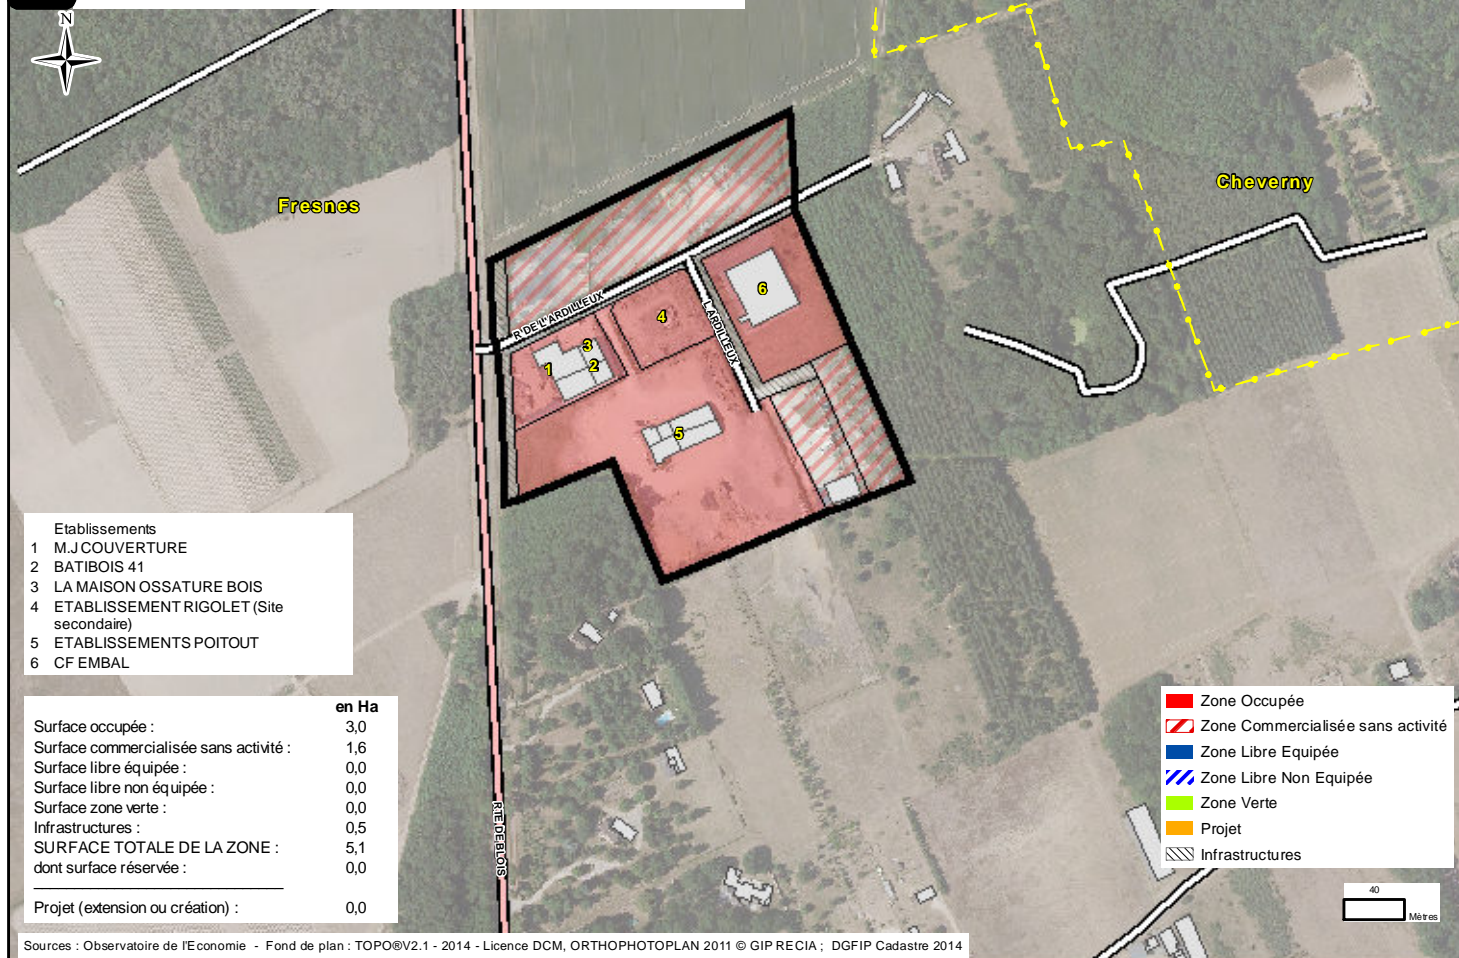 N
Fresnes
Cheverny
R DE L'ARDILLEUX
L ARDILLEUX
6
4
3
1
2
5
RTE DE BLOIS
Etablissements
1 M.J COUVERTURE
2 BATIBOIS 41
3 LA MAISON OSSATURE BOIS
4 ETABLISSEMENT RIGOLET (Site
secondaire)
5 ETABLISSEMENTS POITOUT
6 CF EMBAL
en Ha
Surface occupée : 3,0
Surface commercialisée sans activité : 1,6
Surface libre équipée : 0,0
Surface libre non équipée : 0,0
Surface zone verte : 0,0
Infrastructures : 0,5
SURFACE TOTALE DE LA ZONE : 5,1
dont surface réservée : 0,0
Projet (extension ou création) : 0,0
Zone Occupée
Zone Commercialisée sans activité
Zone Libre Equipée
Zone Libre Non Equipée
Zone Verte
Projet
Infrastructures
40
Mètres
Sources : Observatoire de l'Economie - Fond de plan : TOPO®V2.1 - 2014 - Licence DCM, ORTHOPHOTOPLAN 2011 © GIP RECIA ; DGFIP Cadastre 2014